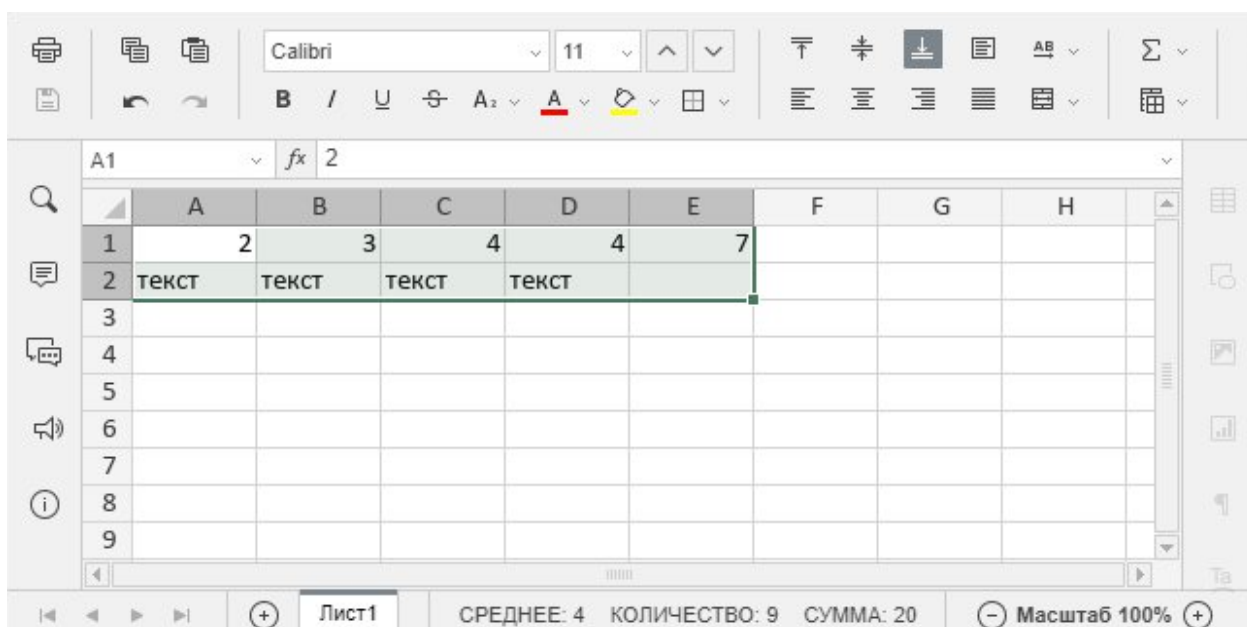 Calibri 11
B I U S A₂ A
A1 fx 2
A B C D E F G H
1 2 3 4 4 7
2 текст текст текст текст
3
4
5
6
7
8
9
Лист1 СРЕДНЕЕ: 4 КОЛИЧЕСТВО: 9 СУММА: 20 Масштаб 100%